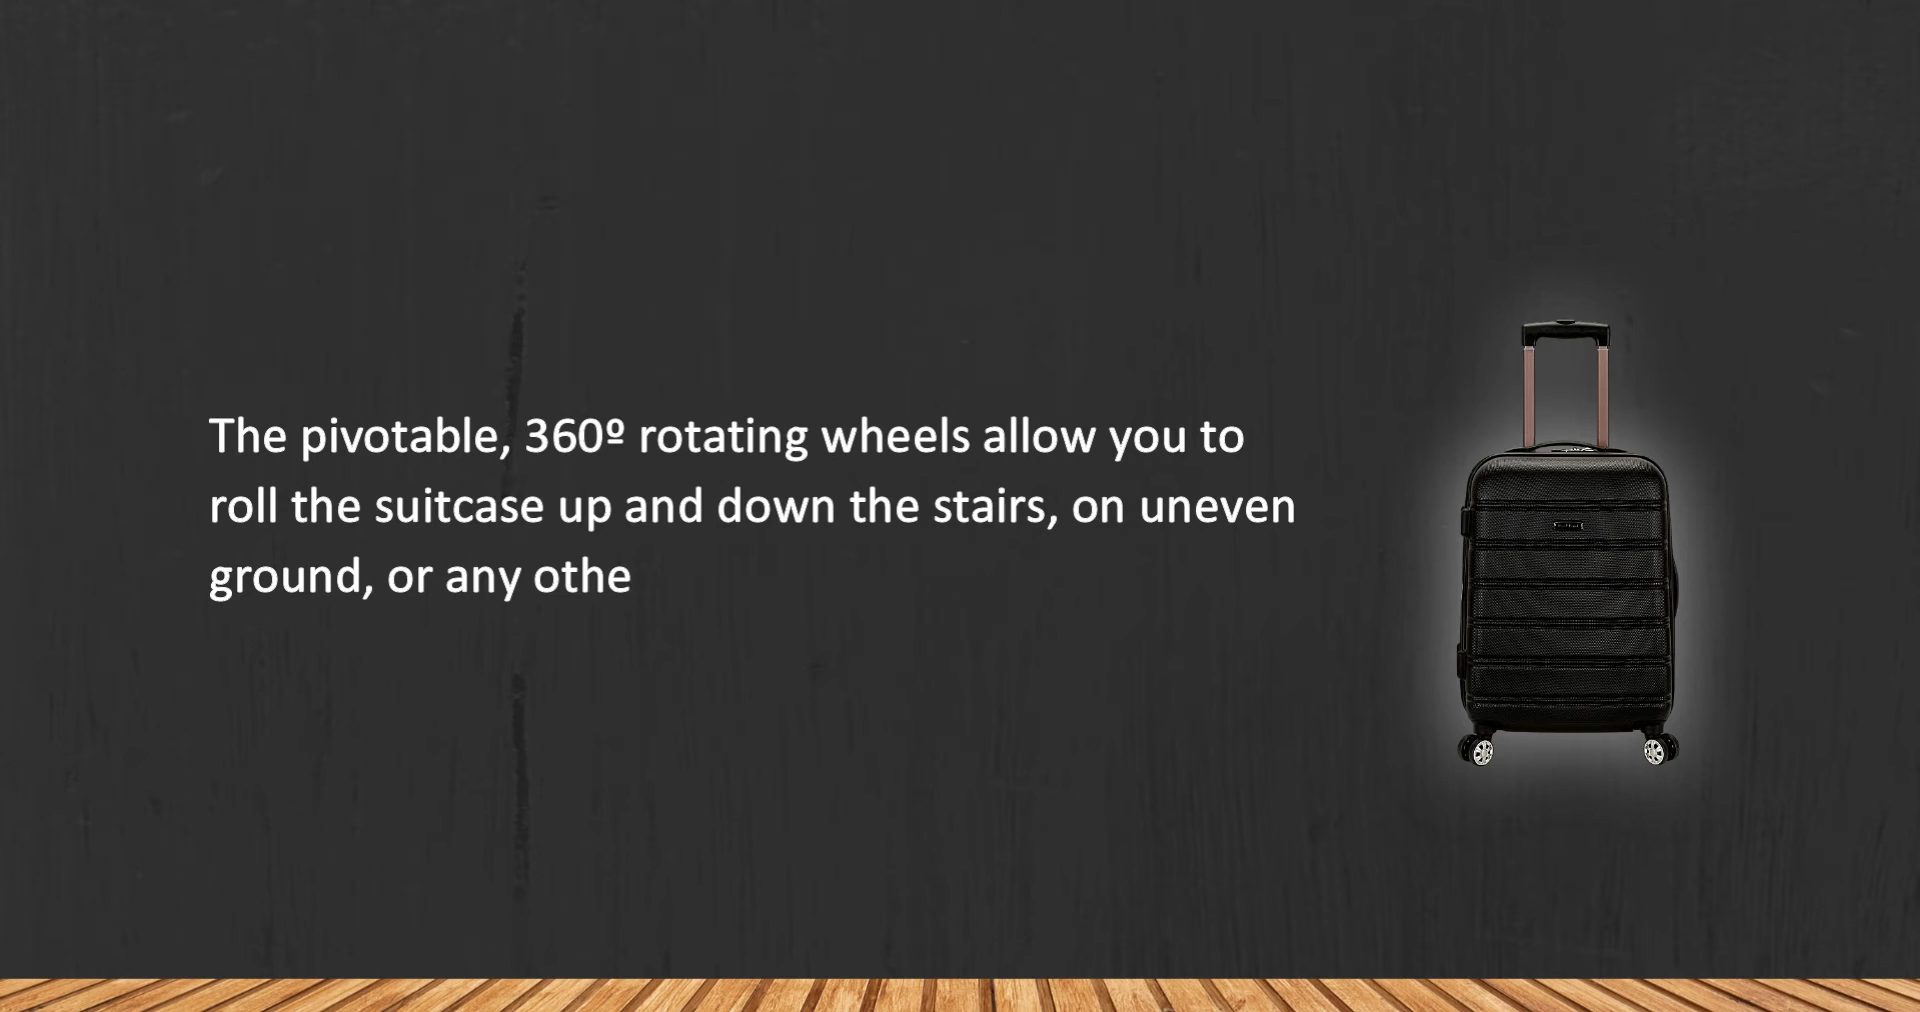 The pivotable, 360º rotating wheels allow you to
roll the suitcase up and down the stairs, on uneven
ground, or any othe